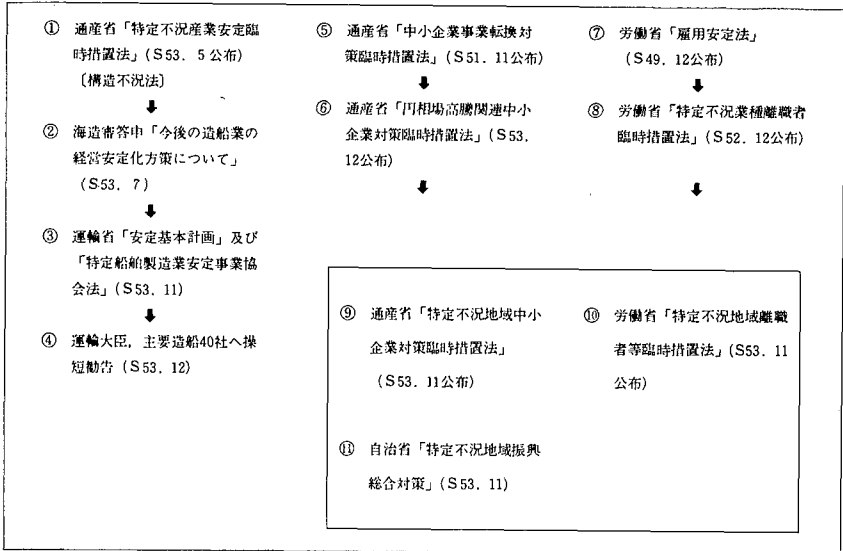 ① 通産省「特定不況産業安定臨
時措置法」（S53．5公布）
〔構造不況法〕
⬇
② 海造審答申「今後の造船業の
経営安定化方策について」
（S53．7）
⬇
③ 運輸省「安定基本計画」及び
「特定船舶製造業安定事業協
会法」（S53．11）
⬇
④ 運輸大臣，主要造船40社へ操
短勧告（S53．12）
⑤ 通産省「中小企業事業転換対
策臨時措置法」（S51．11公布）
⬇
⑥ 通産省「円相場高騰関連中小
企業対策臨時措置法」（S53．
12公布）
⬇
⑦ 労働省「雇用安定法」
（S49．12公布）
⬇
⑧ 労働省「特定不況業種離職者
臨時措置法」（S52．12公布）
⬇
⑨ 通産省「特定不況地域中小
企業対策臨時措置法」
（S53．11公布）
⑩ 労働省「特定不況地域離職
者等臨時措置法」（S53．11
公布）
⑪ 自治省「特定不況地域振興
総合対策」（S53．11）